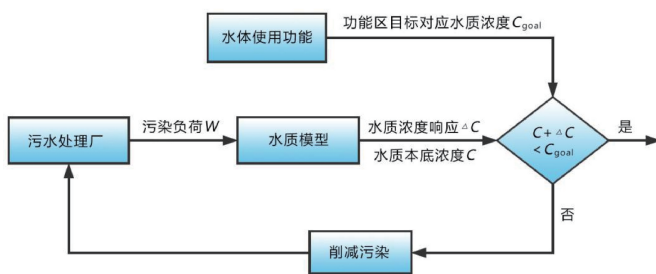 水体使用功能
功能区目标对应水质浓度Cgoal
污水处理厂
污染负荷W
水质模型
水质浓度响应△C
水质本底浓度C
C+△C
<Cgoal
是
否
削减污染